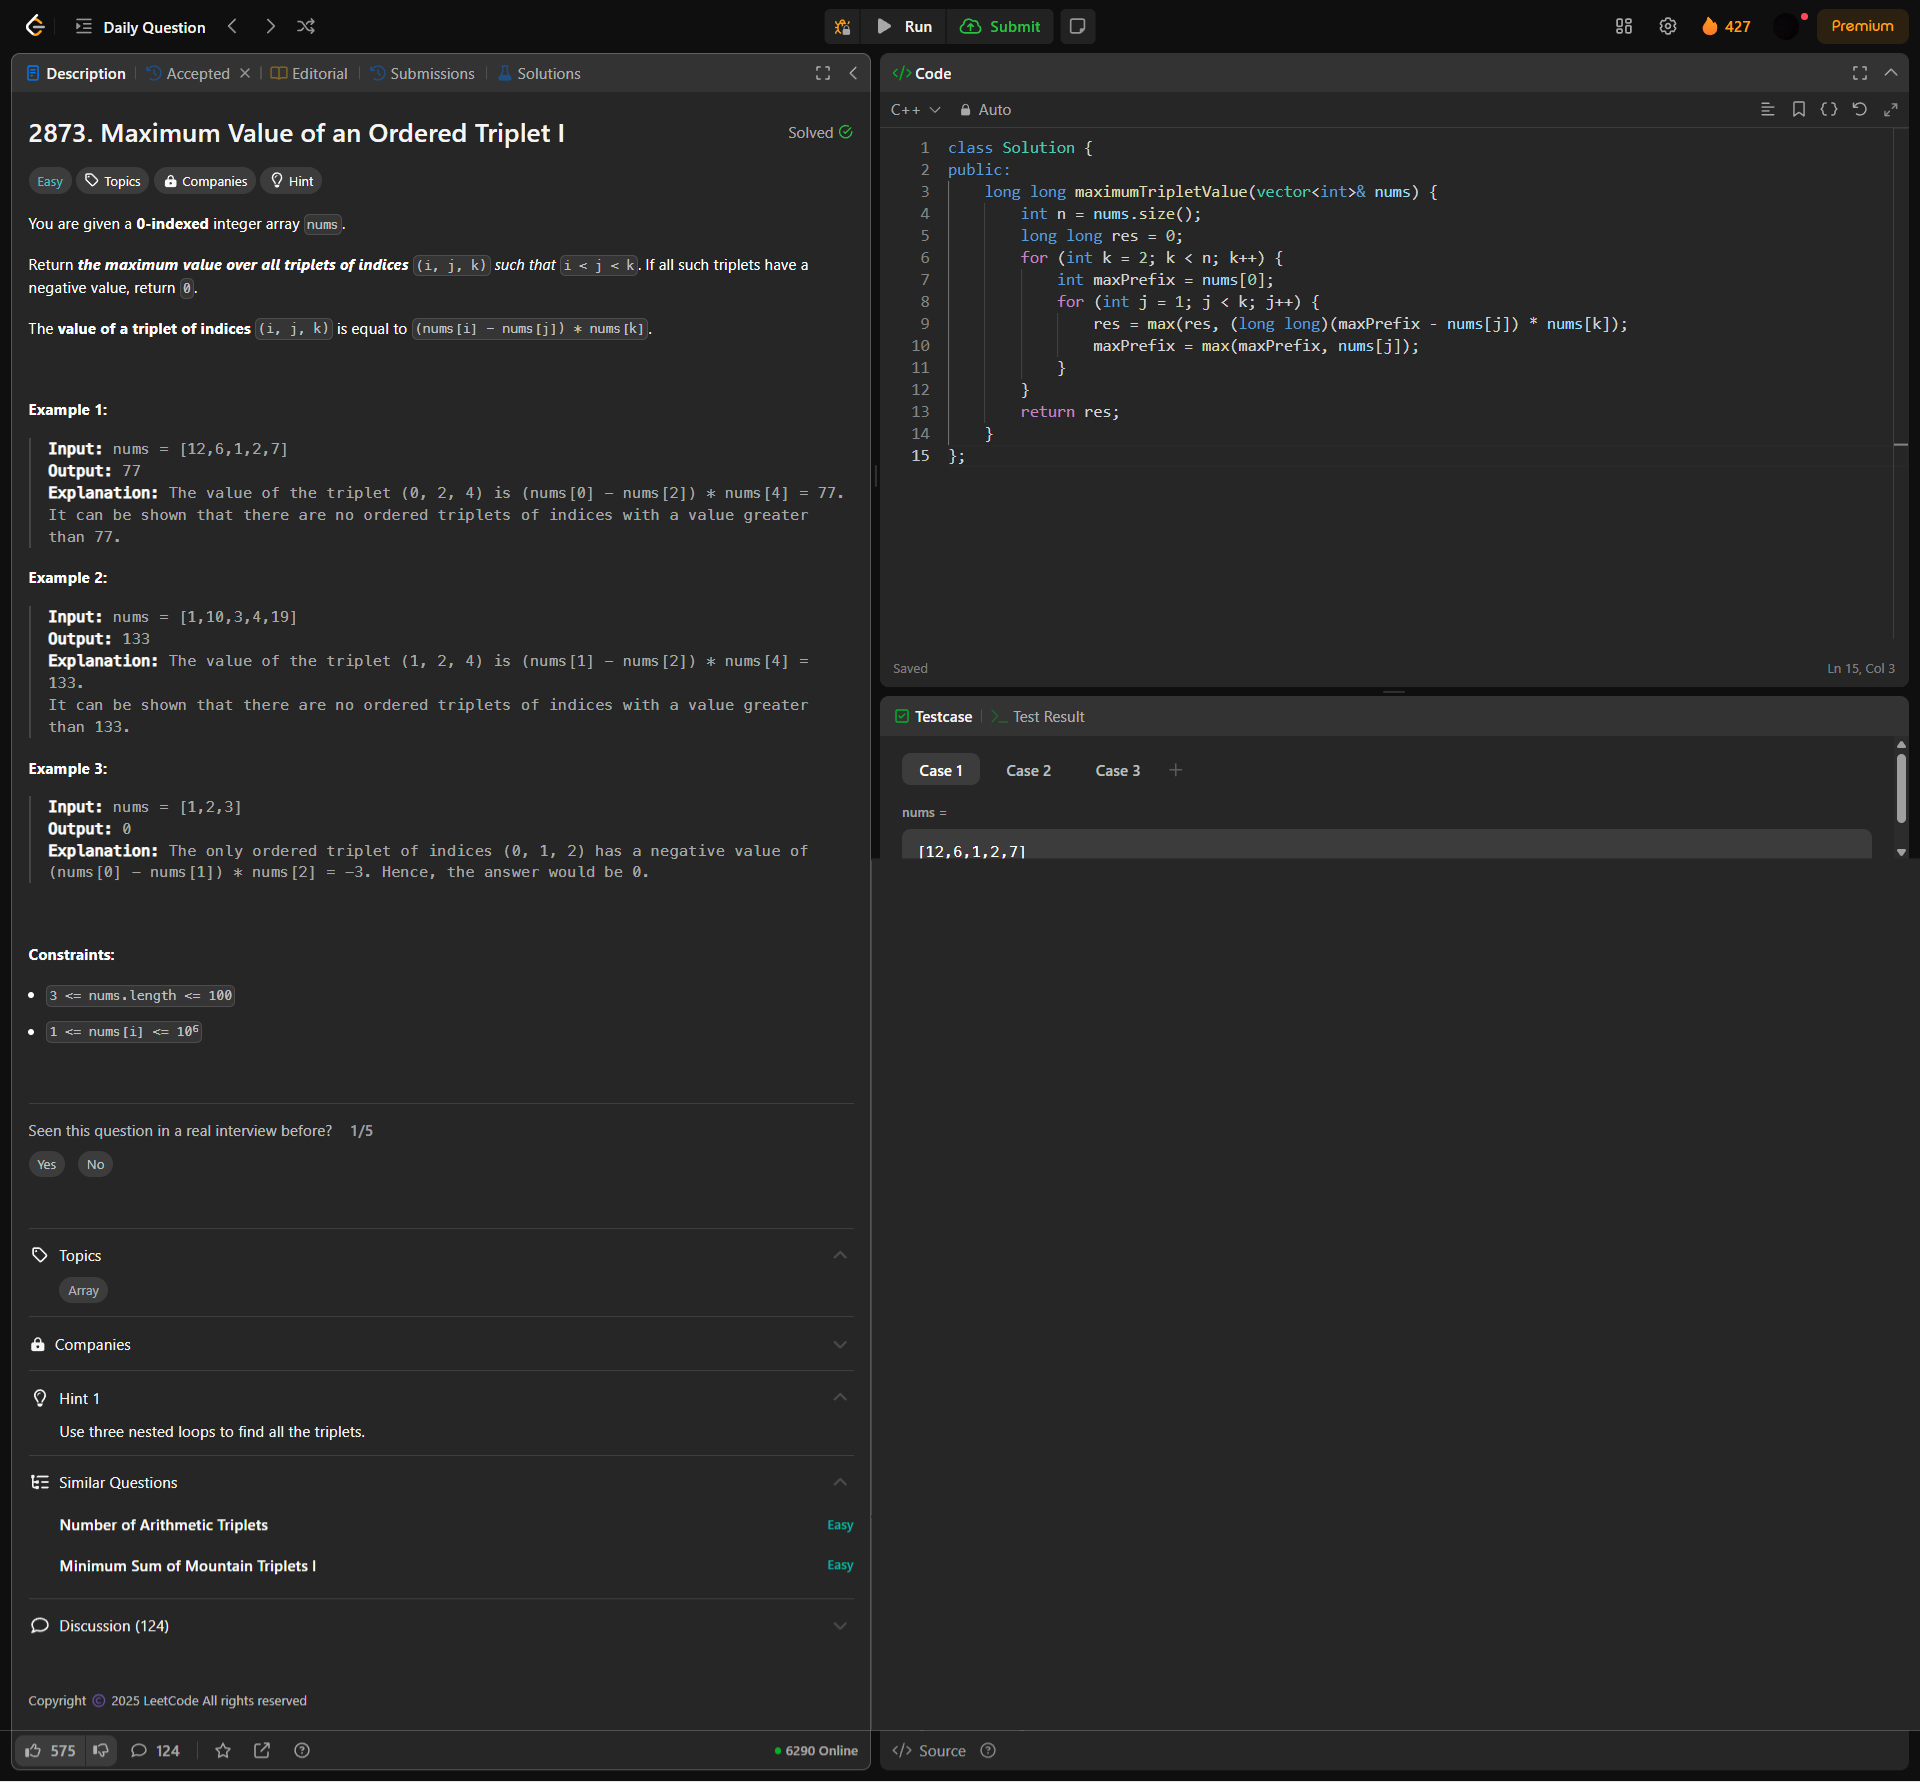 Daily Question
Run
Submit
427
Premium
Description
Accepted
Editorial
Submissions
Solutions
2873. Maximum Value of an Ordered Triplet I
Solved
Easy
Topics
Companies
Hint
You are given a 0-indexed integer array nums.
Return the maximum value over all triplets of indices (i, j, k) such that i < j < k. If all such triplets have a
negative value, return 0.
The value of a triplet of indices (i, j, k) is equal to (nums[i] - nums[j]) * nums[k].
Example 1:
Input: nums = [12,6,1,2,7]
Output: 77
Explanation: The value of the triplet (0, 2, 4) is (nums[0] - nums[2]) * nums[4] = 77.
It can be shown that there are no ordered triplets of indices with a value greater
than 77.
Example 2:
Input: nums = [1,10,3,4,19]
Output: 133
Explanation: The value of the triplet (1, 2, 4) is (nums[1] - nums[2]) * nums[4] =
133.
It can be shown that there are no ordered triplets of indices with a value greater
than 133.
Example 3:
Input: nums = [1,2,3]
Output: 0
Explanation: The only ordered triplet of indices (0, 1, 2) has a negative value of
(nums[0] - nums[1]) * nums[2] = -3. Hence, the answer would be 0.
Constraints:
• 3 <= nums.length <= 100
• 1 <= nums[i] <= 10⁶
Seen this question in a real interview before? 1/5
Yes
No
Topics
Array
Companies
Hint 1
Use three nested loops to find all the triplets.
Similar Questions
Number of Arithmetic Triplets
Easy
Minimum Sum of Mountain Triplets I
Easy
Discussion (124)
Copyright © 2025 LeetCode All rights reserved
575
124
6290 Online
</> Code
C++
Auto
1 class Solution {
2 public:
3     long long maximumTripletValue(vector<int>& nums) {
4         int n = nums.size();
5         long long res = 0;
6         for (int k = 2; k < n; k++) {
7             int maxPrefix = nums[0];
8             for (int j = 1; j < k; j++) {
9                 res = max(res, (long long)(maxPrefix - nums[j]) * nums[k]);
10                 maxPrefix = max(maxPrefix, nums[j]);
11             }
12         }
13         return res;
14     }
15 };
Saved
Ln 15, Col 3
Testcase
Test Result
Case 1
Case 2
Case 3
nums =
[12,6,1,2,7]
</> Source